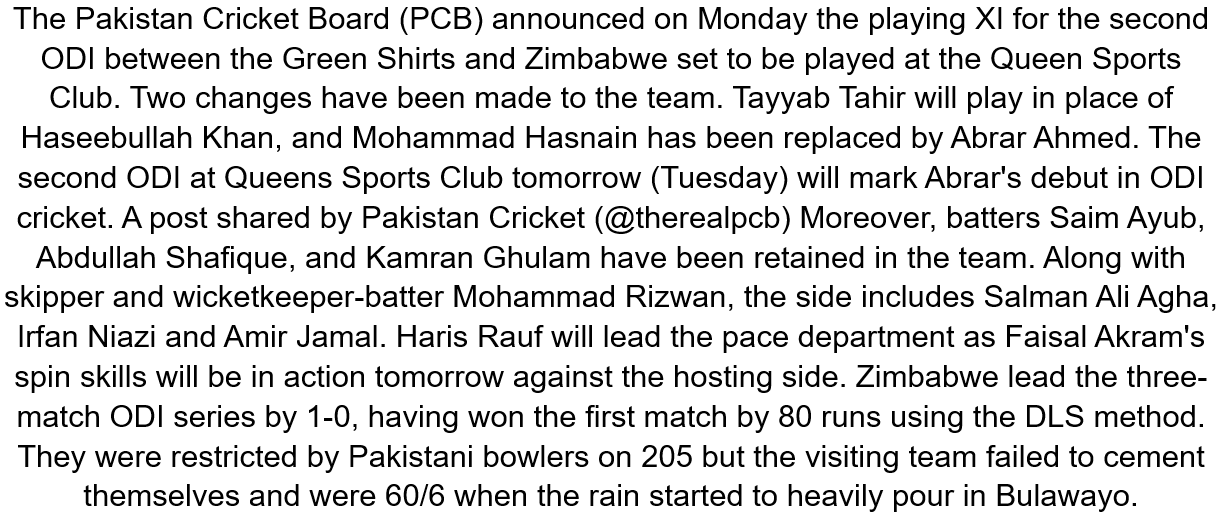 The Pakistan Cricket Board (PCB) announced on Monday the playing XI for the second
ODI between the Green Shirts and Zimbabwe set to be played at the Queen Sports
Club. Two changes have been made to the team. Tayyab Tahir will play in place of
Haseebullah Khan, and Mohammad Hasnain has been replaced by Abrar Ahmed. The
second ODI at Queens Sports Club tomorrow (Tuesday) will mark Abrar's debut in ODI
cricket. A post shared by Pakistan Cricket (@therealpcb) Moreover, batters Saim Ayub,
Abdullah Shafique, and Kamran Ghulam have been retained in the team. Along with
skipper and wicketkeeper-batter Mohammad Rizwan, the side includes Salman Ali Agha,
Irfan Niazi and Amir Jamal. Haris Rauf will lead the pace department as Faisal Akram's
spin skills will be in action tomorrow against the hosting side. Zimbabwe lead the three-
match ODI series by 1-0, having won the first match by 80 runs using the DLS method.
They were restricted by Pakistani bowlers on 205 but the visiting team failed to cement
themselves and were 60/6 when the rain started to heavily pour in Bulawayo.